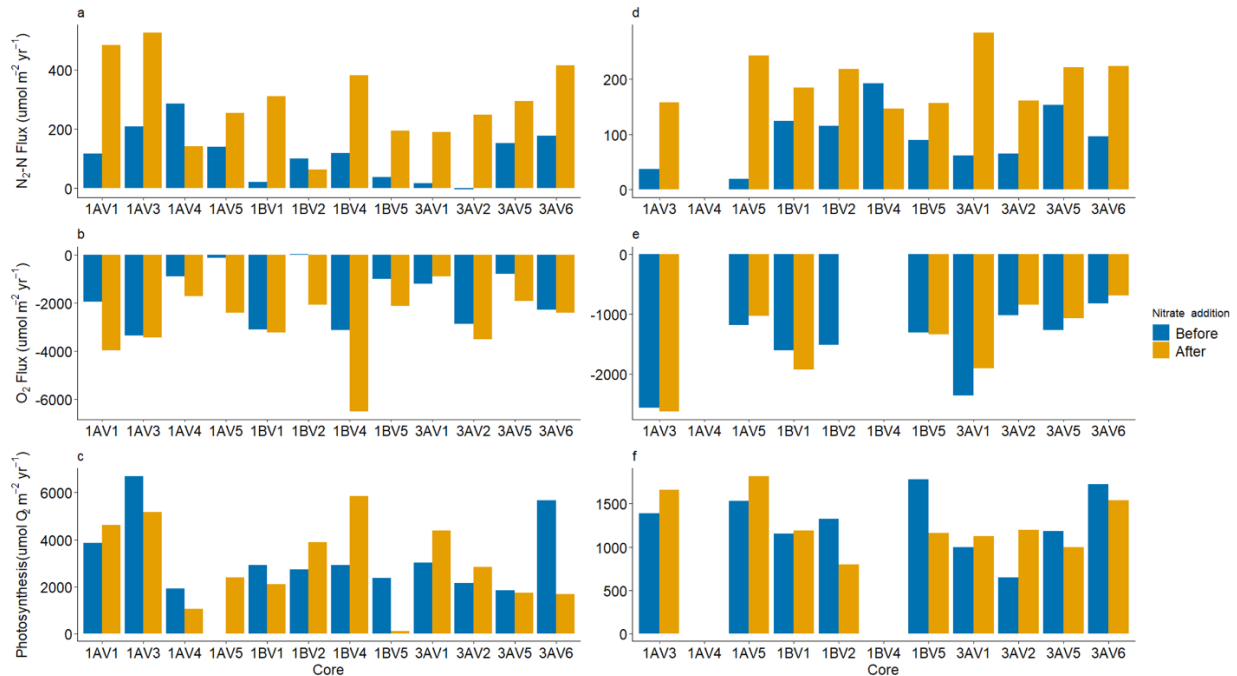 a
N₂-N Flux (umol m⁻² yr⁻¹)
400
200
0
1AV1 1AV3 1AV4 1AV5 1BV1 1BV2 1BV4 1BV5 3AV1 3AV2 3AV5 3AV6
d
200
100
0
1AV3 1AV4 1AV5 1BV1 1BV2 1BV4 1BV5 3AV1 3AV2 3AV5 3AV6
b
O₂ Flux (umol m⁻² yr⁻¹)
0
-2000
-4000
-6000
1AV1 1AV3 1AV4 1AV5 1BV1 1BV2 1BV4 1BV5 3AV1 3AV2 3AV5 3AV6
e
0
-1000
-2000
1AV3 1AV4 1AV5 1BV1 1BV2 1BV4 1BV5 3AV1 3AV2 3AV5 3AV6
Nitrate addition
Before
After
c
Photosynthesis(umol O₂ m⁻² yr⁻¹)
6000
4000
2000
0
1AV1 1AV3 1AV4 1AV5 1BV1 1BV2 1BV4 1BV5 3AV1 3AV2 3AV5 3AV6
Core
f
1500
1000
500
0
1AV3 1AV4 1AV5 1BV1 1BV2 1BV4 1BV5 3AV1 3AV2 3AV5 3AV6
Core